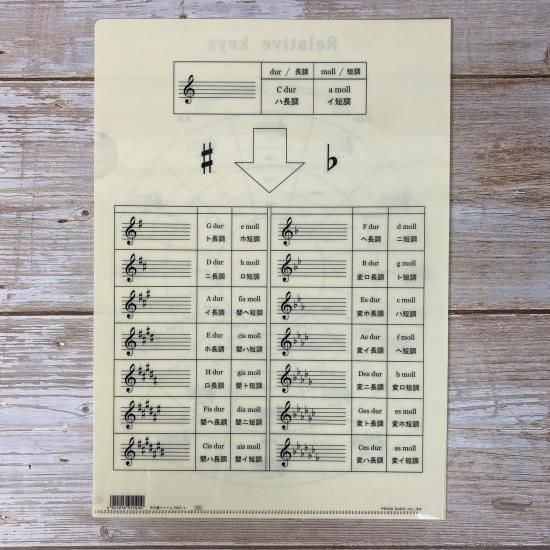 Relative keys
dur / 長調 moll / 短調
C dur a moll
ハ長調 イ短調
G dur e moll F dur d moll
ト長調 ホ短調 ヘ長調 ニ短調
D dur h moll B dur g moll
ニ長調 ロ短調 変ロ長調 ト短調
A dur fis moll Es dur c moll
イ長調 嬰ヘ短調 変ホ長調 ハ短調
E dur cis moll As dur f moll
ホ長調 嬰ハ短調 変イ長調 ヘ短調
H dur gis moll Des dur b moll
ロ長調 嬰ト短調 変ニ長調 変ロ短調
Fis dur dis moll Ges dur es moll
嬰ヘ長調 嬰ニ短調 変ト長調 変ホ短調
Cis dur ais moll Ces dur as moll
嬰ハ長調 嬰イ短調 変ハ長調 変イ短調